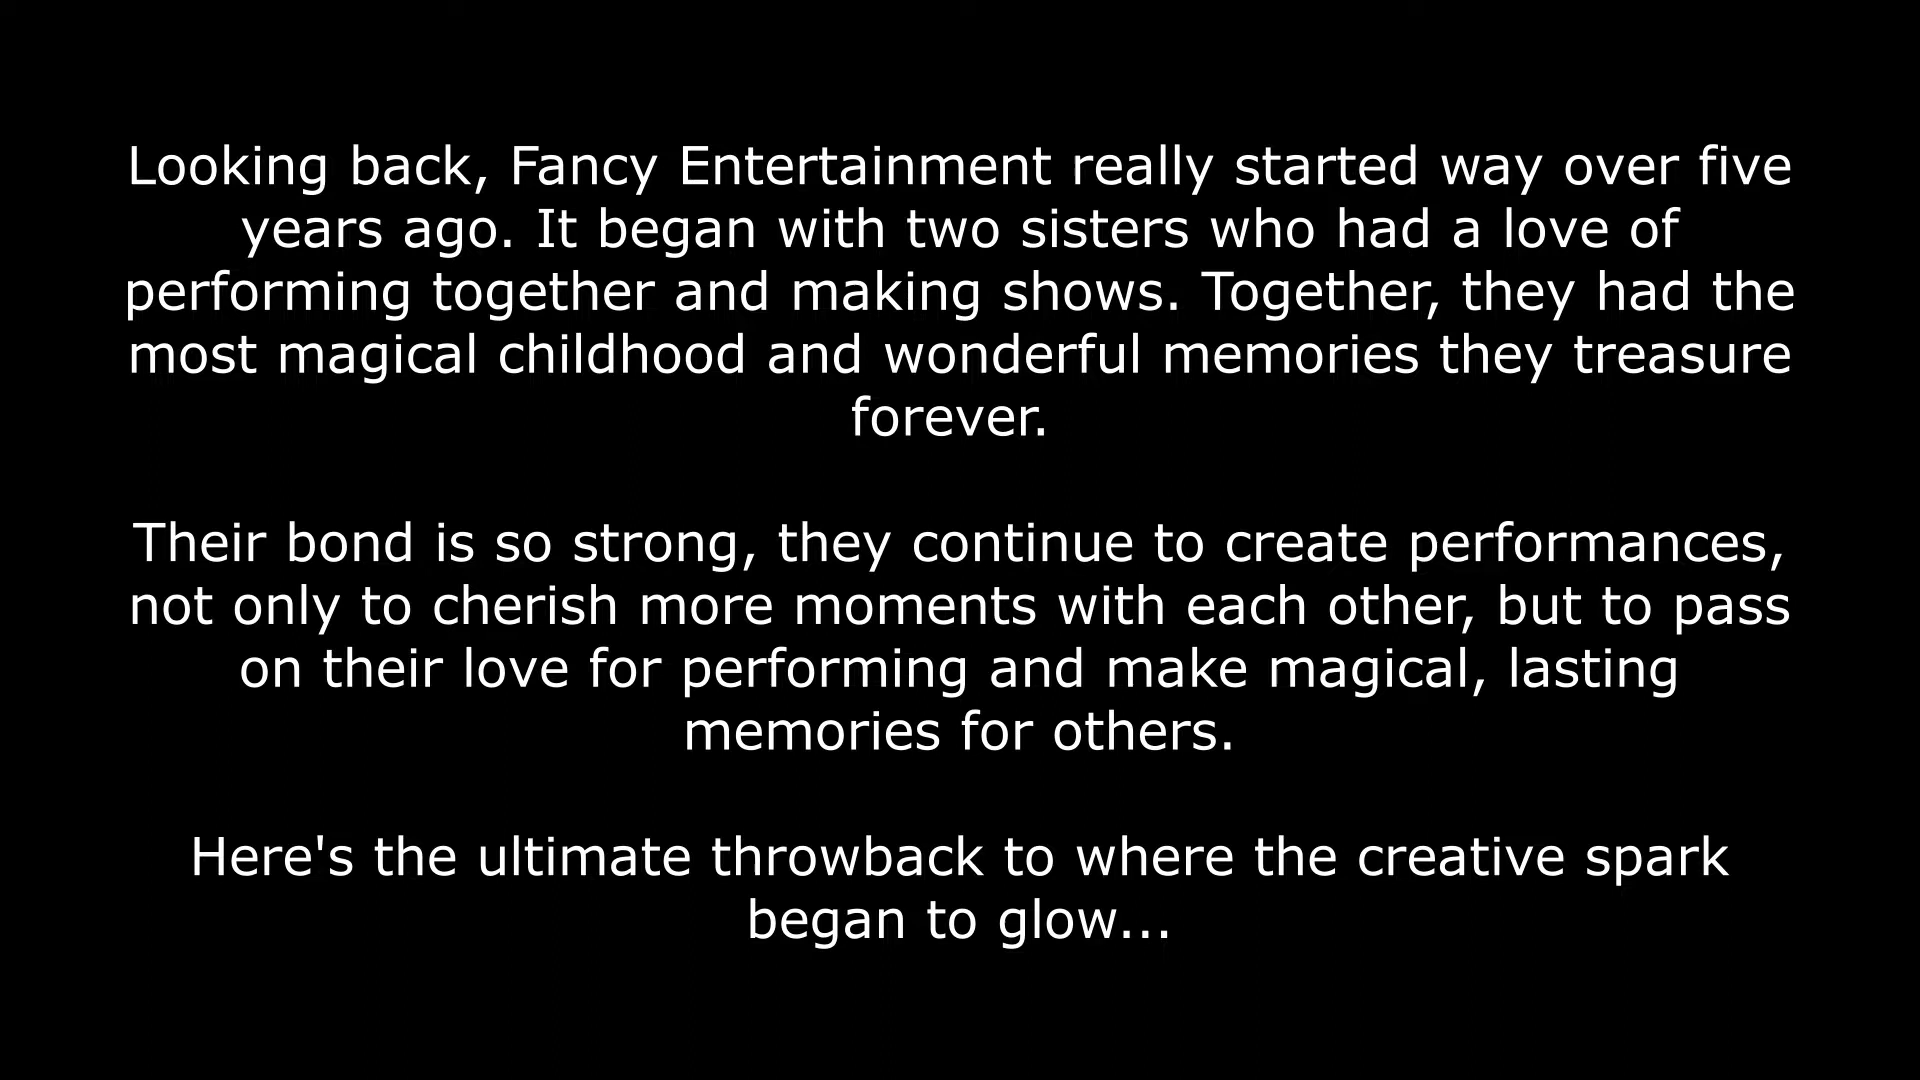 Looking back, Fancy Entertainment really started way over five
years ago. It began with two sisters who had a love of
performing together and making shows. Together, they had the
most magical childhood and wonderful memories they treasure
forever.
Their bond is so strong, they continue to create performances,
not only to cherish more moments with each other, but to pass
on their love for performing and make magical, lasting
memories for others.
Here's the ultimate throwback to where the creative spark
began to glow...